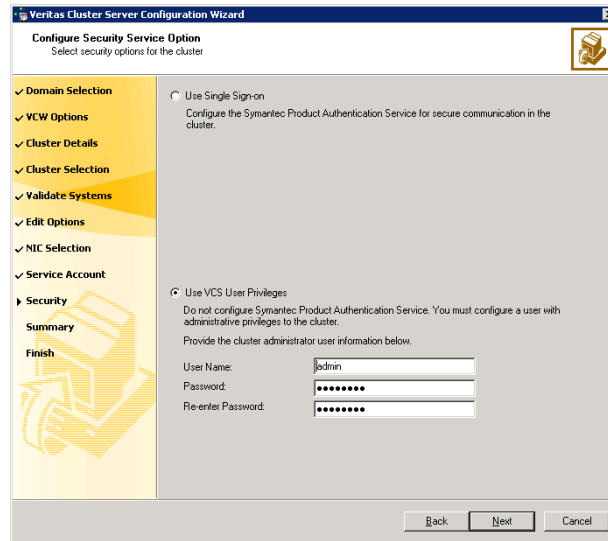 Veritas Cluster Server Configuration Wizard
Configure Security Service Option
Select security options for the cluster
Domain Selection
VCW Options
Cluster Details
Cluster Selection
Validate Systems
Edit Options
NIC Selection
Service Account
Security
Summary
Finish
Use Single Sign-on
Configure the Symantec Product Authentication Service for secure communication in the
cluster.
Use VCS User Privileges
Do not configure Symantec Product Authentication Service. You must configure a user with
administrative privileges to the cluster.
Provide the cluster administrator user information below.
User Name: admin
Password: ●●●●●●●●
Re-enter Password: ●●●●●●●●
Back Next Cancel